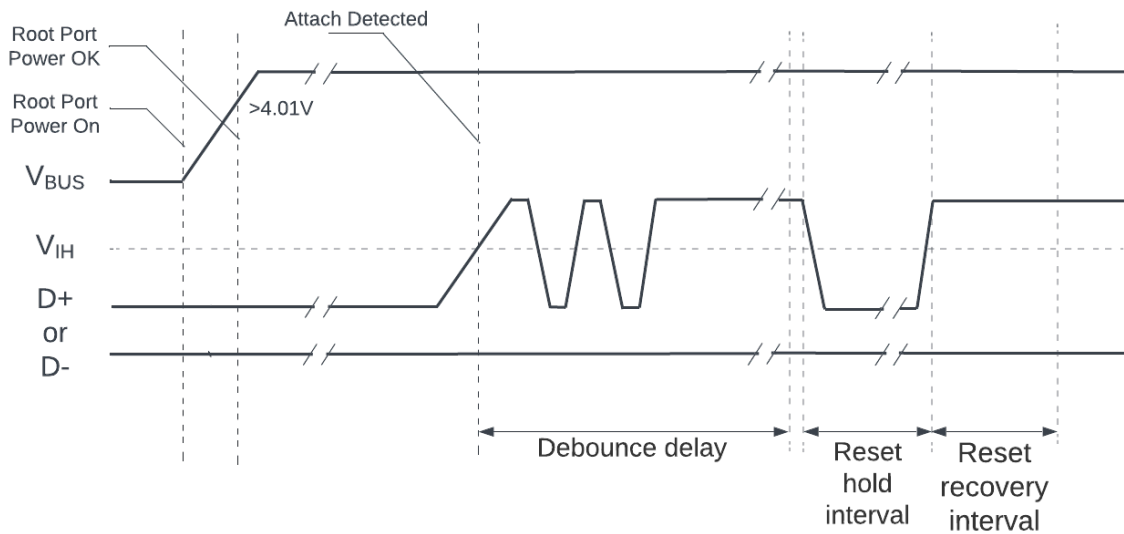 Attach Detected
Root Port
Power OK
Root Port
Power On
>4.01V
VBUS
VIH
D+
or
D-
Debounce delay
Reset
hold
interval
Reset
recovery
interval